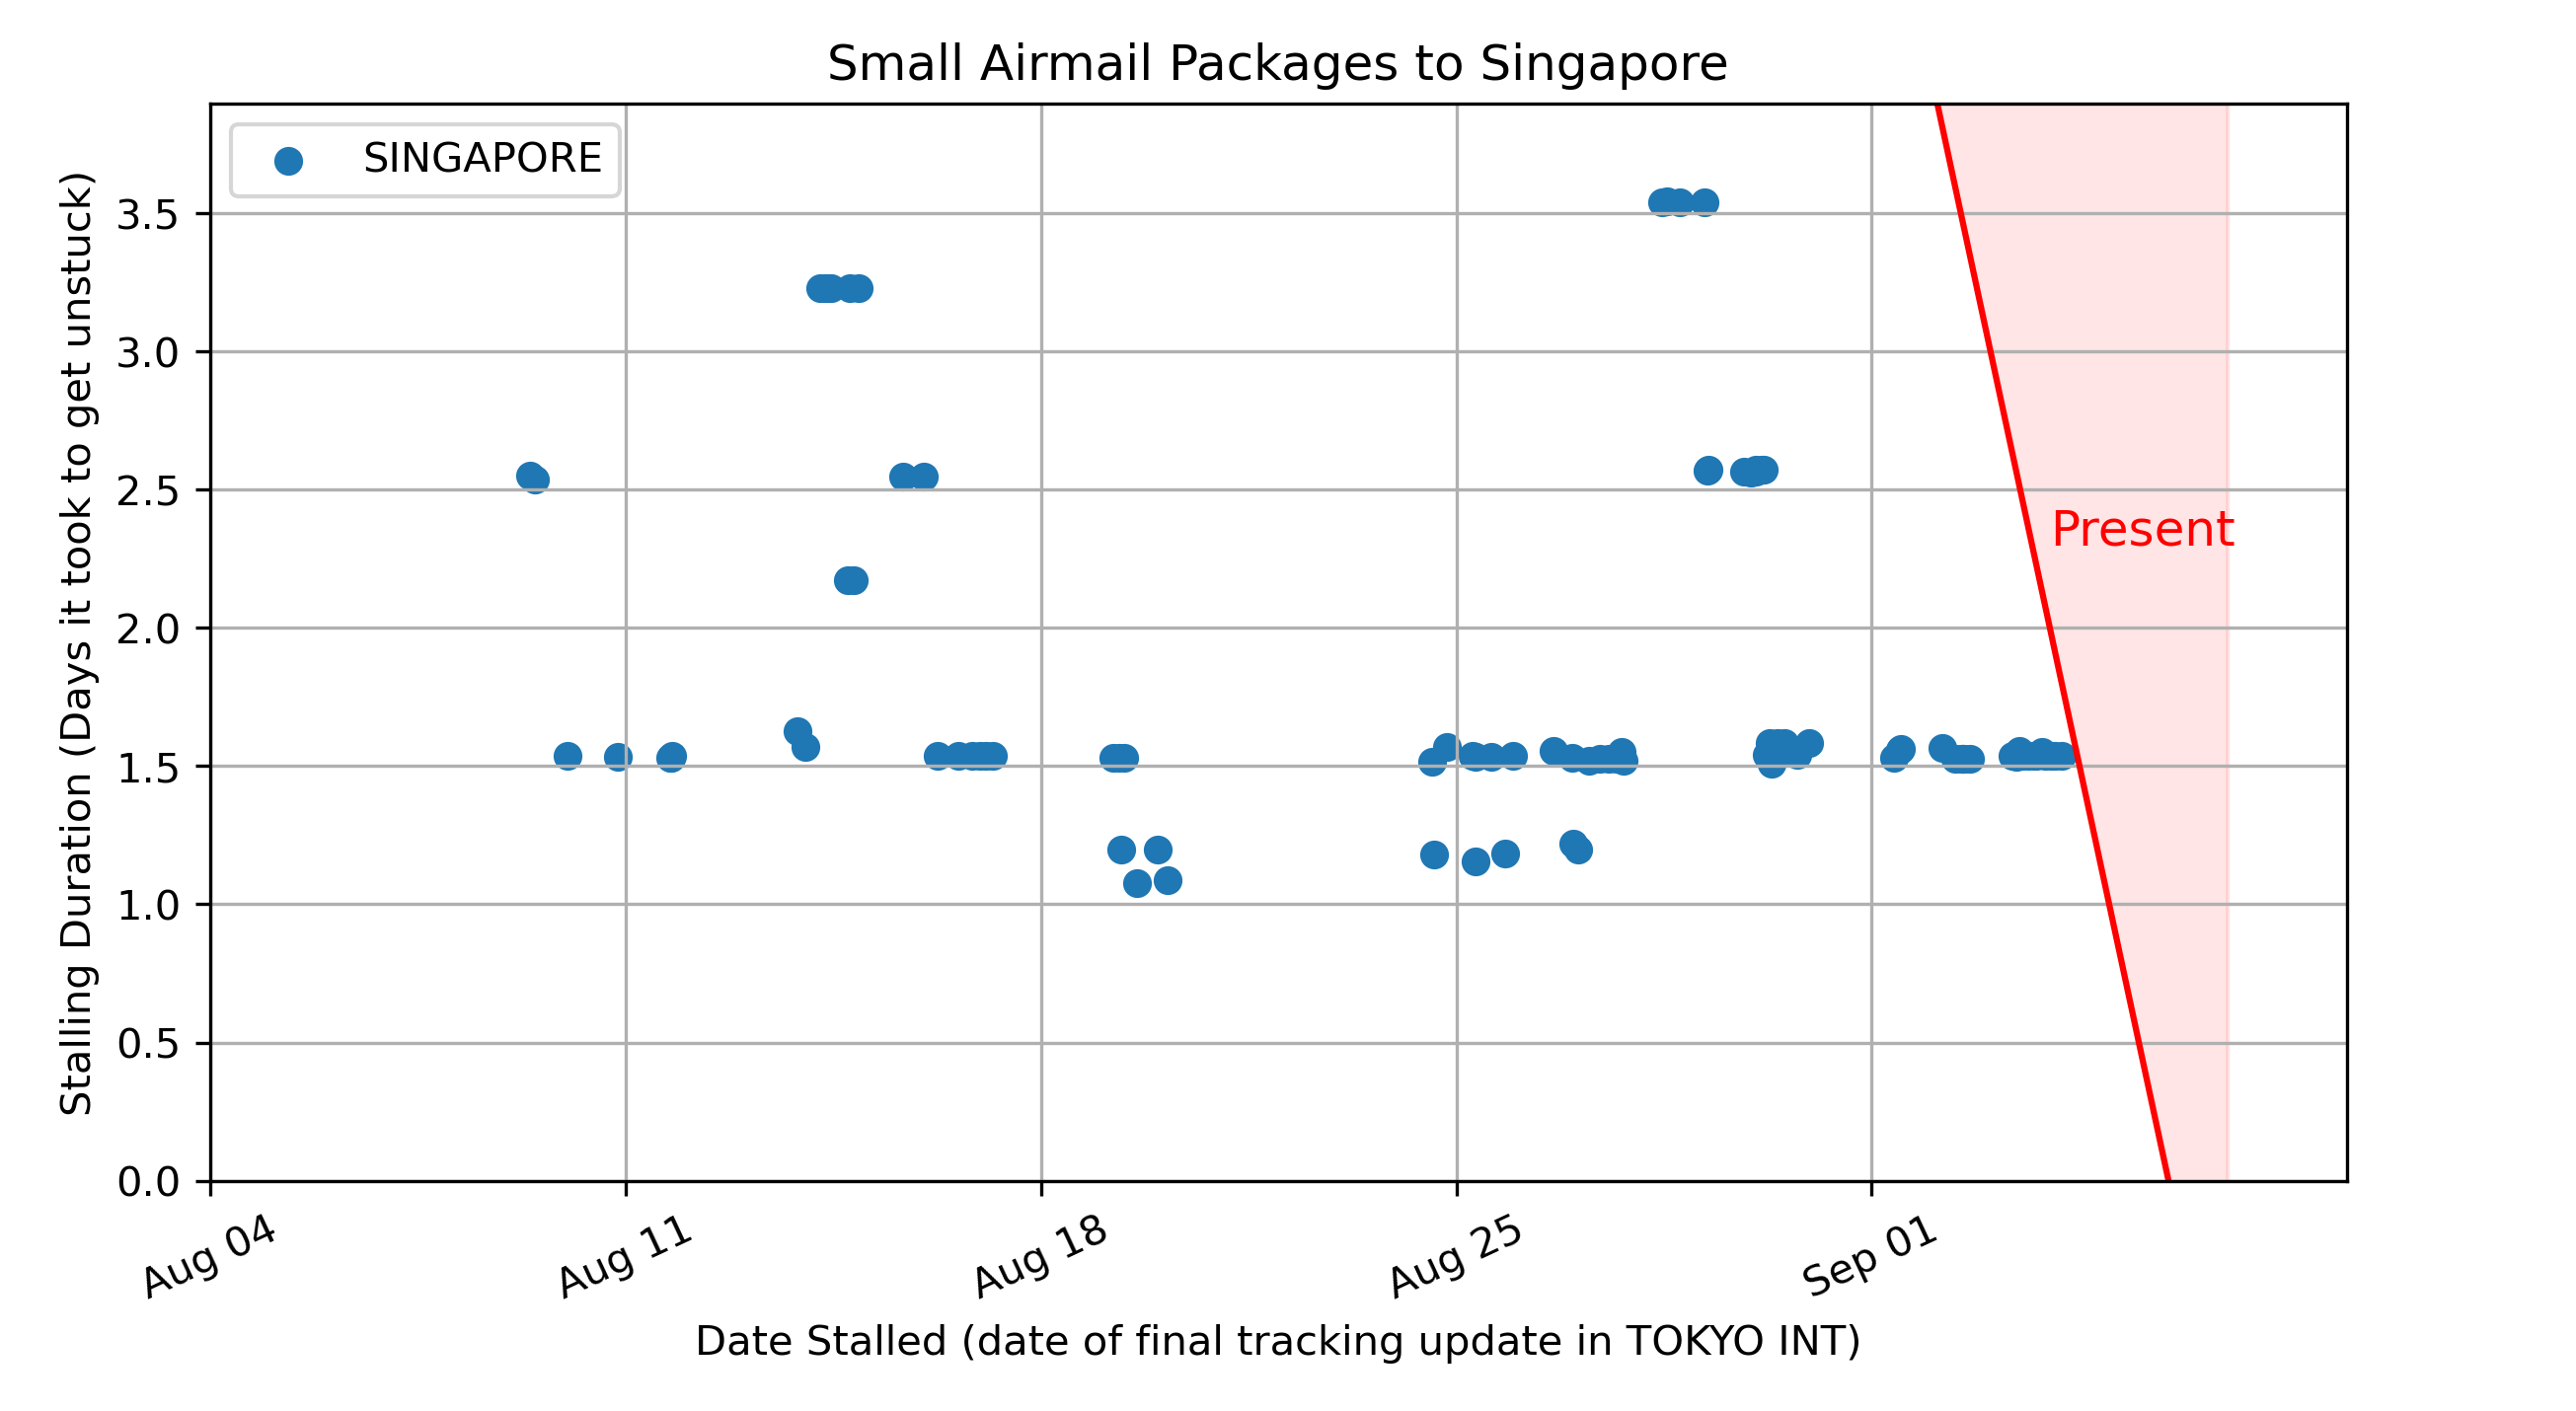 Small Airmail Packages to Singapore
SINGAPORE
Stalling Duration (Days it took to get unstuck)
3.5
3.0
2.5
2.0
1.5
1.0
0.5
0.0
Present
Aug 04
Aug 11
Aug 18
Aug 25
Sep 01
Date Stalled (date of final tracking update in TOKYO INT)